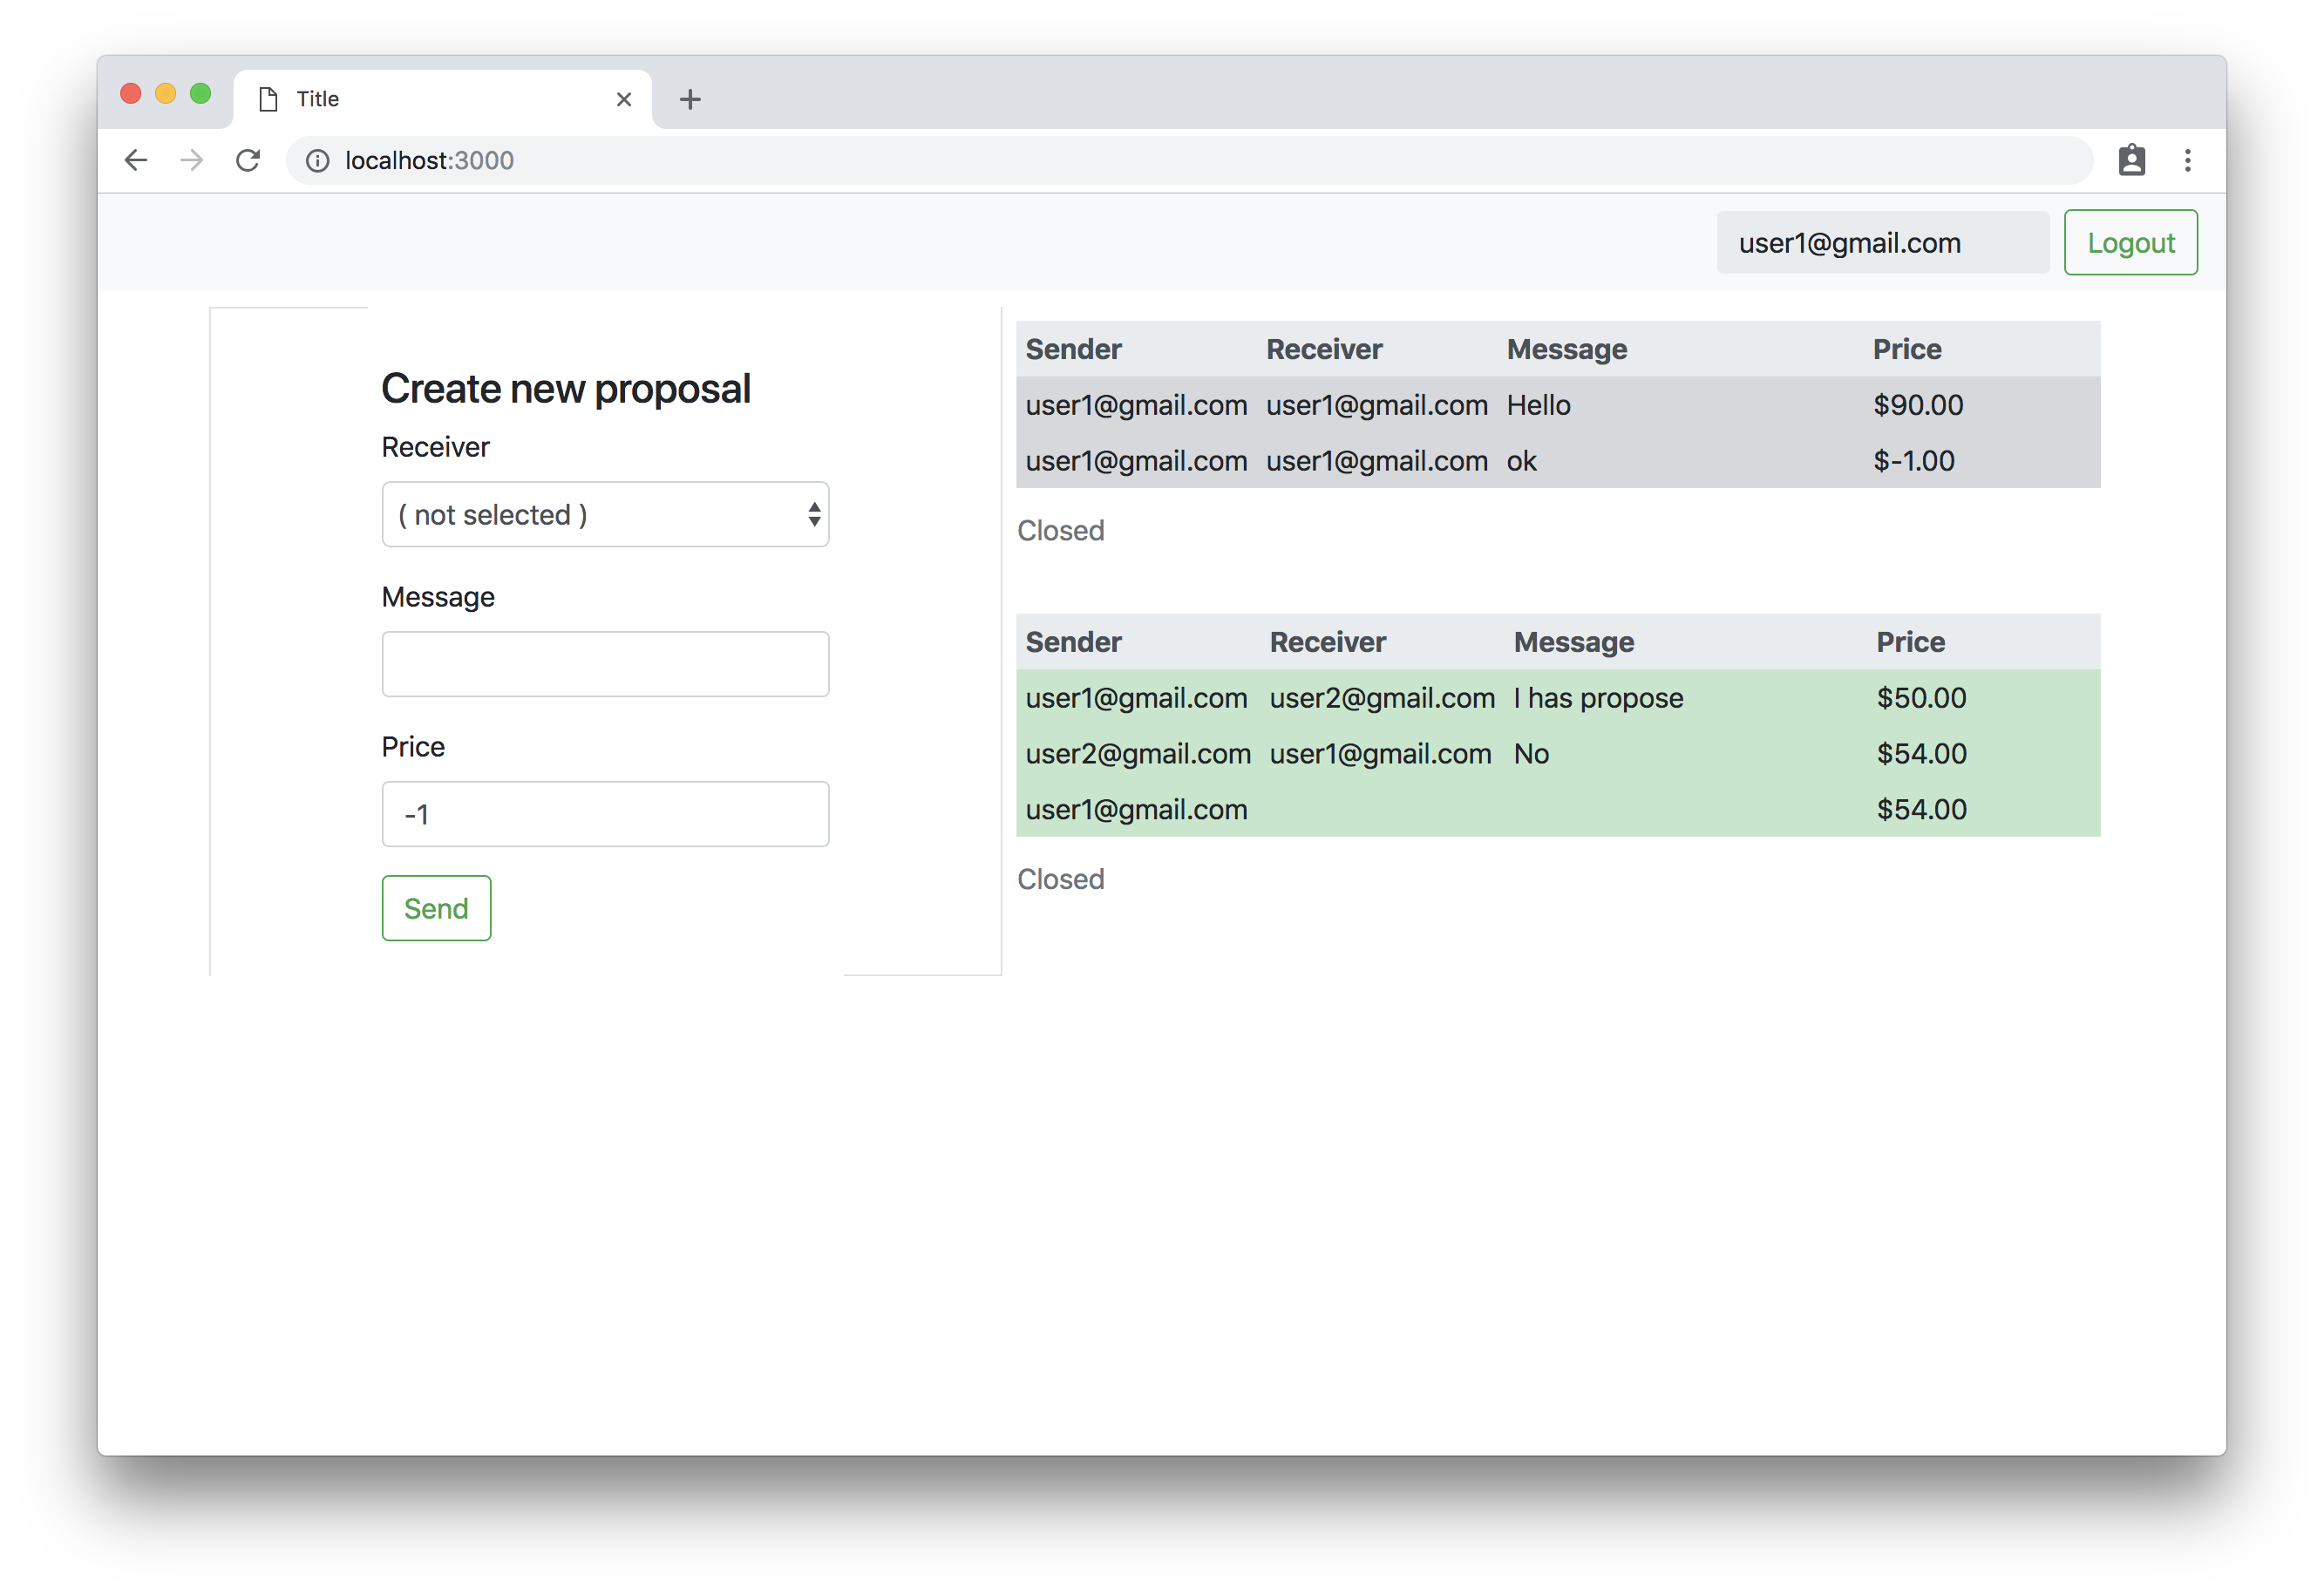 Title
localhost:3000
user1@gmail.com Logout
Create new proposal
Receiver
( not selected )
Message
Price
-1
Send
Sender Receiver Message Price
user1@gmail.com user1@gmail.com Hello $90.00
user1@gmail.com user1@gmail.com ok $-1.00
Closed
Sender Receiver Message Price
user1@gmail.com user2@gmail.com I has propose $50.00
user2@gmail.com user1@gmail.com No $54.00
user1@gmail.com $54.00
Closed